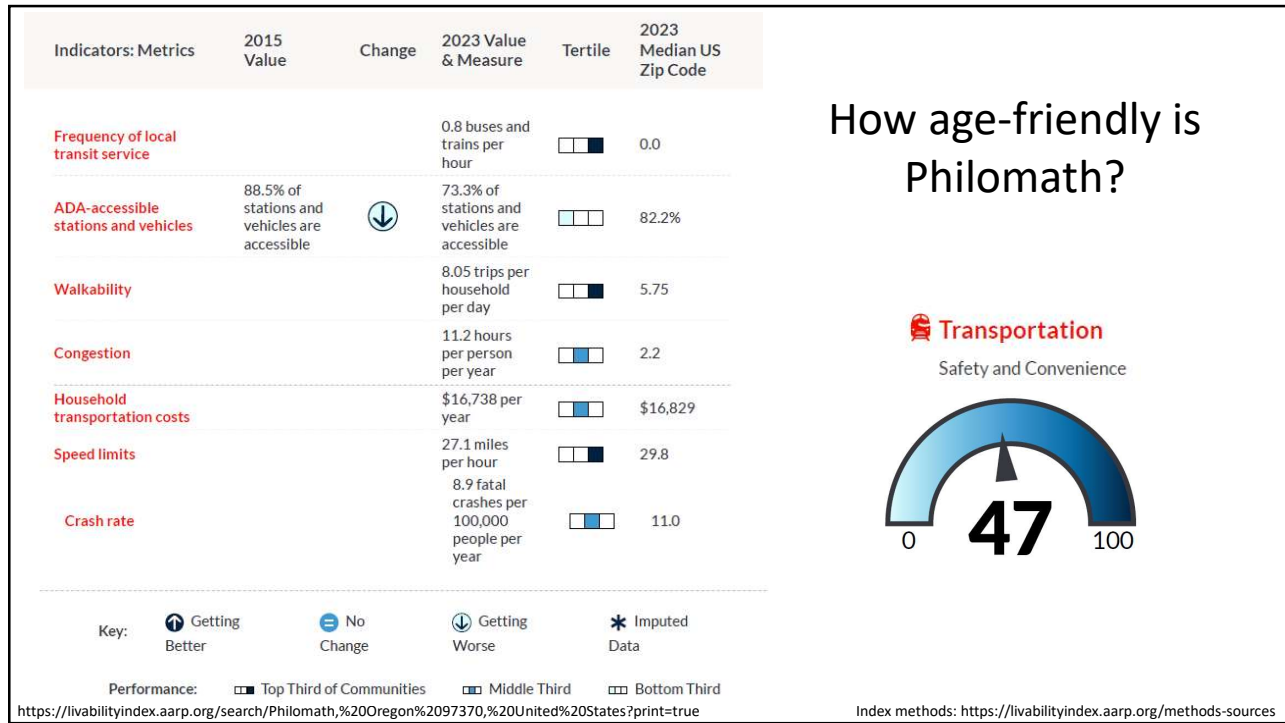 Indicators: Metrics
2015
Value
Change
2023 Value
& Measure
Tertile
2023
Median US
Zip Code
Frequency of local
transit service
0.8 buses and
trains per
hour
0.0
ADA-accessible
stations and vehicles
88.5% of
stations and
vehicles are
accessible
73.3% of
stations and
vehicles are
accessible
82.2%
Walkability
8.05 trips per
household
per day
5.75
Congestion
11.2 hours
per person
per year
2.2
Household
transportation costs
$16,738 per
year
$16,829
Speed limits
27.1 miles
per hour
29.8
Crash rate
8.9 fatal
crashes per
100,000
people per
year
11.0
Key:
Getting
Better
No
Change
Getting
Worse
Imputed
Data
Performance:
Top Third of Communities
Middle Third
Bottom Third
https://livabilityindex.aarp.org/search/Philomath,%20Oregon%2097370,%20United%20States?print=true
How age-friendly is
Philomath?
Transportation
Safety and Convenience
0
47
100
Index methods: https://livabilityindex.aarp.org/methods-sources